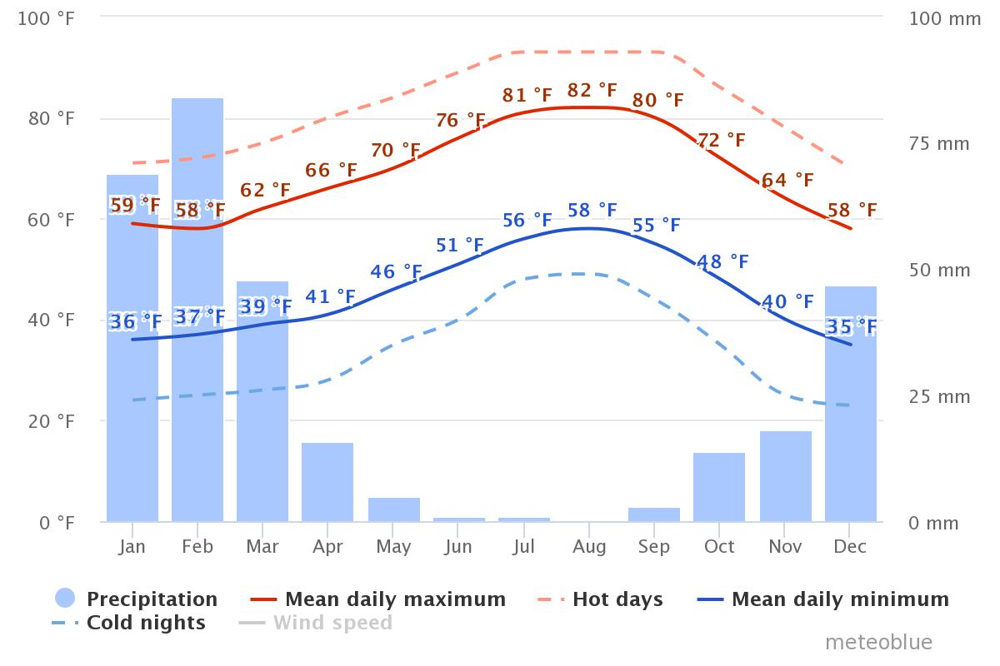 100 °F 100 mm
81 °F 82 °F 80 °F
80 °F 76 °F
72 °F 75 mm
70 °F
66 °F
64 °F
62 °F
59 °F 58 °F 58 °F
60 °F 56 °F 58 °F 55 °F
51 °F
48 °F 50 mm
46 °F
41 °F 40 °F
39 °F
40 °F 36 °F 37 °F 35 °F
25 mm
20 °F
0 °F 0 mm
Jan Feb Mar Apr May Jun Jul Aug Sep Oct Nov Dec
Precipitation Mean daily maximum Hot days Mean daily minimum
Cold nights Wind speed
meteoblue